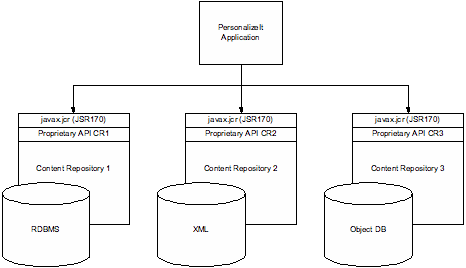 PersonalizeIt
Application
javax.jcr (JSR170)
javax.jcr (JSR170)
javax.jcr (JSR170)
Proprietary API CR1
Proprietary API CR2
Proprietary API CR3
Content Repository 1
Content Repository 2
Content Repository 3
RDBMS
XML
Object DB